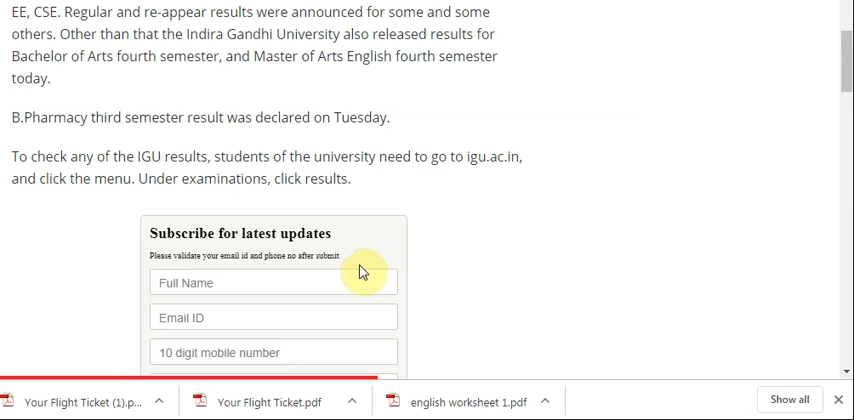 EE, CSE. Regular and re-appear results were announced for some and some
others. Other than that the Indira Gandhi University also released results for
Bachelor of Arts fourth semester, and Master of Arts English fourth semester
today.
B.Pharmacy third semester result was declared on Tuesday.
To check any of the IGU results, students of the university need to go to igu.ac.in,
and click the menu. Under examinations, click results.
Subscribe for latest updates
Please validate your email id and phone no after submit
Full Name
Email ID
10 digit mobile number
Your Flight Ticket (1).p... Your Flight Ticket.pdf english worksheet 1.pdf Show all